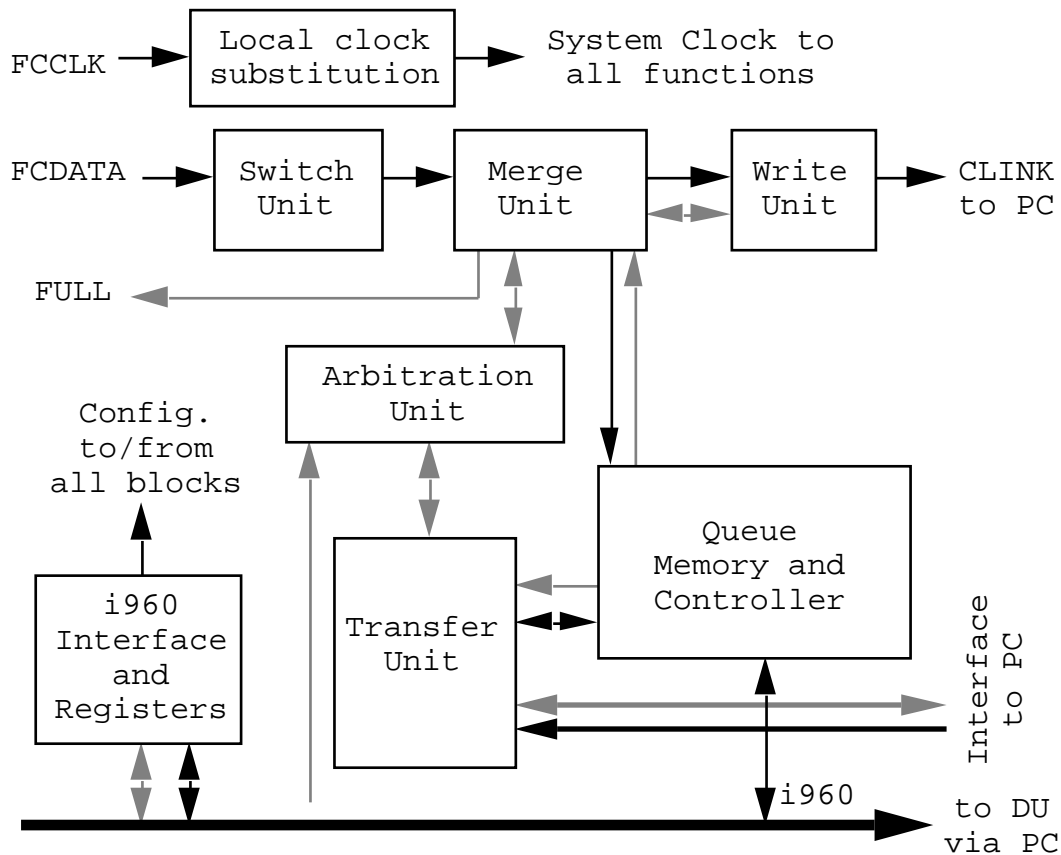 FCCLK
Local clock
substitution
System Clock to
all functions
FCDATA
Switch
Unit
Merge
Unit
Write
Unit
CLINK
to PC
FULL
Arbitration
Unit
Config.
to/from
all blocks
Queue
Memory and
Controller
i960
Interface
and
Registers
Transfer
Unit
Interface
to PC
i960
to DU
via PC